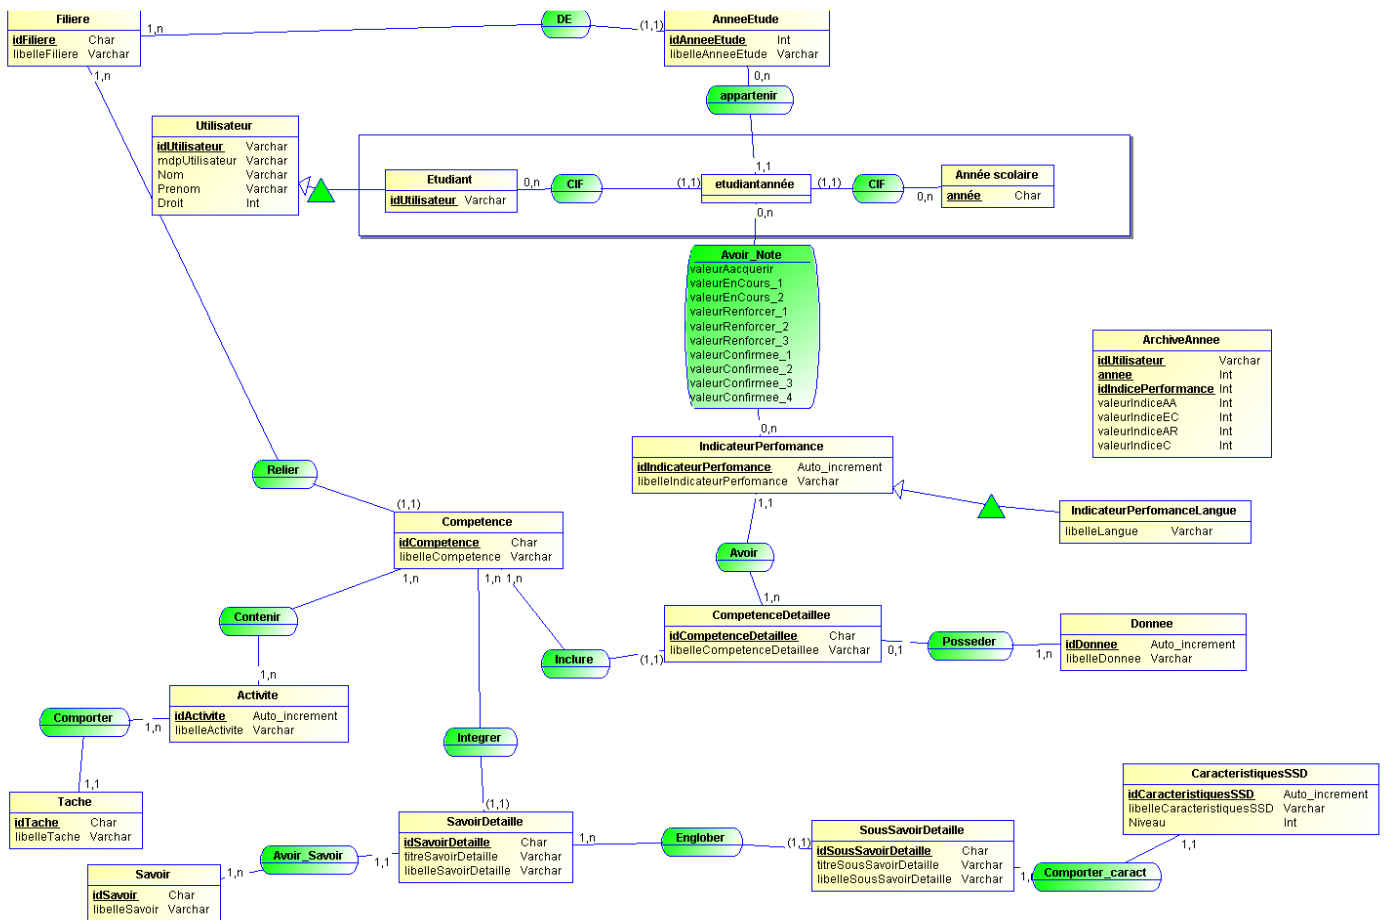 Filiere
idFiliere Char
libelleFiliere Varchar
1,n
DE
(1,1)
AnneeEtude
idAnneeEtude Int
libelleAnneeEtude Varchar
1,n
0,n
appartenir
Utilisateur
idUtilisateur Varchar
mdpUtilisateur Varchar
Nom Varchar
Prenom Varchar
Droit Int
1,1
Etudiant
idUtilisateur Varchar
0,n
CIF
(1,1)
etudiantannée
(1,1)
CIF
0,n
Année scolaire
année Char
0,n
Avoir_Note
valeurAacquerir
valeurEnCours_1
valeurEnCours_2
valeurRenforcer_1
valeurRenforcer_2
valeurRenforcer_3
valeurConfirmee_1
valeurConfirmee_2
valeurConfirmee_3
valeurConfirmee_4
ArchiveAnnee
idUtilisateur Varchar
annee Int
idIndicePerformance Int
valeurIndiceAA Int
valeurIndiceEC Int
valeurIndiceAR Int
valeurIndiceC Int
0,n
IndicateurPerfomance
idIndicateurPerfomance Auto_increment
libelleIndicateurPerfomance Varchar
Relier
(1,1)
1,1
IndicateurPerfomanceLangue
libelleLangue Varchar
Competence
idCompetence Char
libelleCompetence Varchar
Avoir
1,n
1,n
1,n
1,n
Contenir
CompetenceDetaillee
idCompetenceDetaillee Char
libelleCompetenceDetaillee Varchar
0,1
Posseder
1,n
Donnee
idDonnee Auto_increment
libelleDonnee Varchar
Inclure
(1,1)
1,n
Activite
idActivite Auto_increment
libelleActivite Varchar
Comporter
1,n
Integrer
1,1
Tache
idTache Char
libelleTache Varchar
(1,1)
CaracteristiquesSSD
idCaracteristiquesSSD Auto_increment
libelleCaracteristiquesSSD Varchar
Niveau Int
SavoirDetaille
idSavoirDetaille Char
titreSavoirDetaille Varchar
libelleSavoirDetaille Varchar
1,n
Englober
(1,1)
SousSavoirDetaille
idSousSavoirDetaille Char
titreSousSavoirDetaille Varchar
libelleSousSavoirDetaille Varchar
1,1
Avoir_Savoir
1,1
1,n
Comporter_caract
Savoir
idSavoir Char
libelleSavoir Varchar